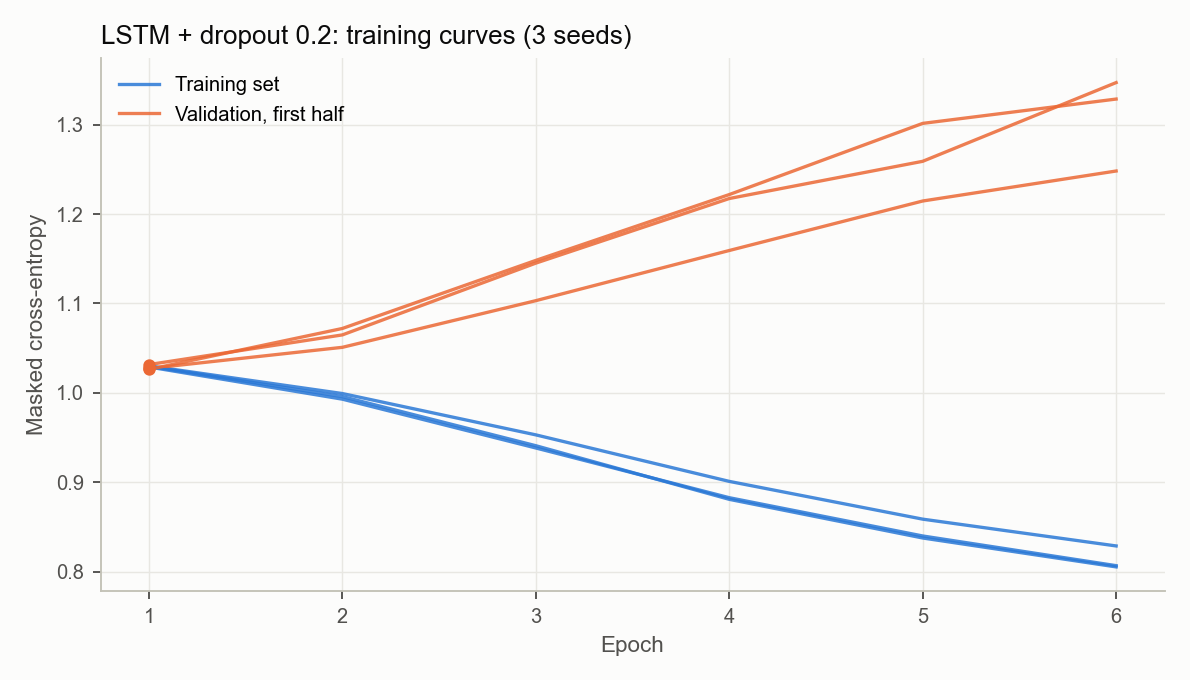 LSTM + dropout 0.2: training curves (3 seeds)
Training set
Validation, first half
Masked cross-entropy
1.3
1.2
1.1
1.0
0.9
0.8
1 2 3 4 5 6
Epoch